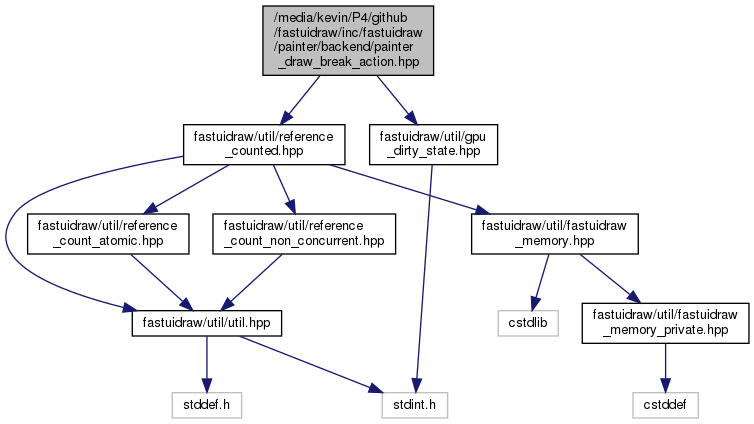 /media/kevin/P4/github
/fastuidraw/inc/fastuidraw
/painter/backend/painter
_draw_break_action.hpp
fastuidraw/util/reference
_counted.hpp
fastuidraw/util/gpu
_dirty_state.hpp
fastuidraw/util/reference
_count_atomic.hpp
fastuidraw/util/reference
_count_non_concurrent.hpp
fastuidraw/util/fastuidraw
_memory.hpp
fastuidraw/util/util.hpp
cstdlib
fastuidraw/util/fastuidraw
_memory_private.hpp
stddef.h
stdint.h
cstddef